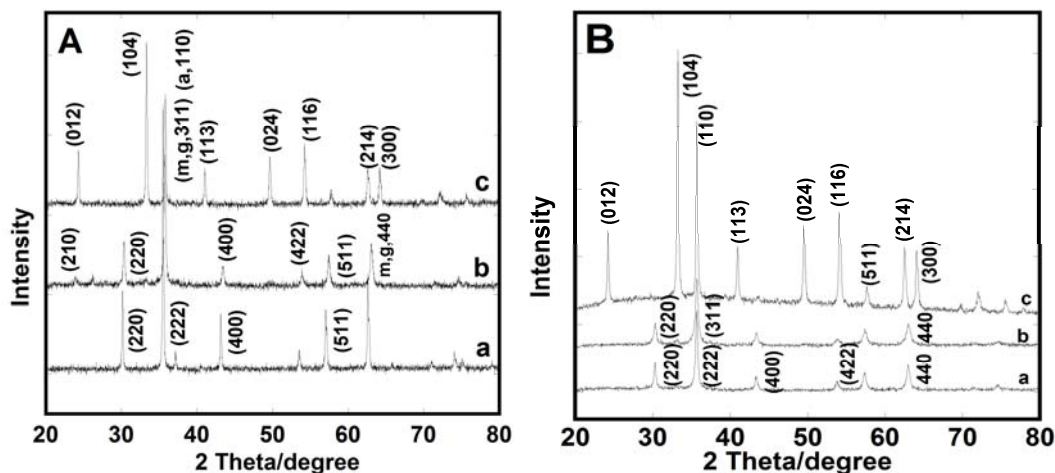 A
(012)
(104)
(m,g,311)
(a,110)
(113)
(024)
(116)
(214)
(300)
c
(210)
(220)
(400)
(422)
(511)
m,g,440
b
(220)
(222)
(400)
(511)
a
Intensity
20 30 40 50 60 70 80
2 Theta/degree
B
(012)
(104)
(110)
(113)
(024)
(116)
(511)
(214)
(300)
c
(220)
(311)
440
b
(220)
(222)
(400)
(422)
440
a
Intensity
20 30 40 50 60 70 80
2 Theta/degree